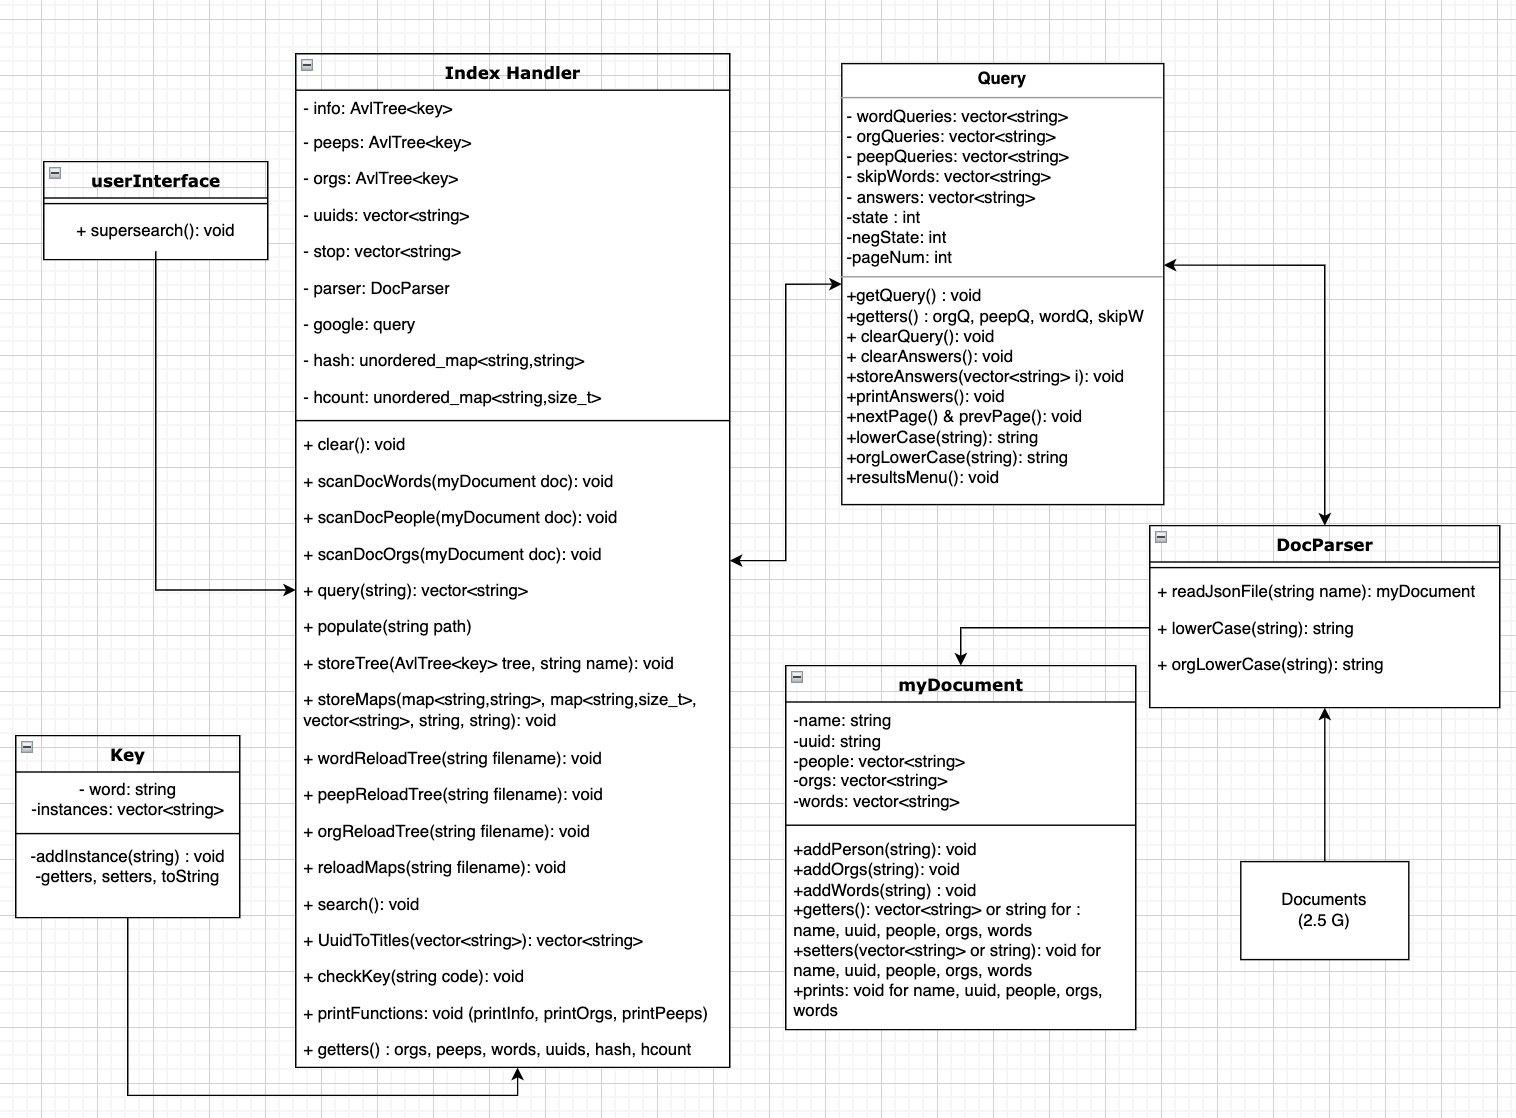 userInterface
+ supersearch(): void
Index Handler
- info: AvlTree<key>
- peeps: AvlTree<key>
- orgs: AvlTree<key>
- uuids: vector<string>
- stop: vector<string>
- parser: DocParser
- google: query
- hash: unordered_map<string,string>
- hcount: unordered_map<string,size_t>
+ clear(): void
+ scanDocWords(myDocument doc): void
+ scanDocPeople(myDocument doc): void
+ scanDocOrgs(myDocument doc): void
+ query(string): vector<string>
+ populate(string path)
+ storeTree(AvlTree<key> tree, string name): void
+ storeMaps(map<string,string>, map<string,size_t>,
vector<string>, string, string): void
+ wordReloadTree(string filename): void
+ peepReloadTree(string filename): void
+ orgReloadTree(string filename): void
+ reloadMaps(string filename): void
+ search(): void
+ UuidToTitles(vector<string>): vector<string>
+ checkKey(string code): void
+ printFunctions: void (printInfo, printOrgs, printPeeps)
+ getters() : orgs, peeps, words, uuids, hash, hcount
Key
- word: string
-instances: vector<string>
-addInstance(string) : void
-getters, setters, toString
Query
- wordQueries: vector<string>
- orgQueries: vector<string>
- peepQueries: vector<string>
- skipWords: vector<string>
- answers: vector<string>
-state : int
-negState: int
-pageNum: int
+getQuery() : void
+getters() : orgQ, peepQ, wordQ, skipW
+ clearQuery(): void
+ clearAnswers(): void
+storeAnswers(vector<string> i): void
+printAnswers(): void
+nextPage() & prevPage(): void
+lowerCase(string): string
+orgLowerCase(string): string
+resultsMenu(): void
DocParser
+ readJsonFile(string name): myDocument
+ lowerCase(string): string
+ orgLowerCase(string): string
myDocument
-name: string
-uuid: string
-people: vector<string>
-orgs: vector<string>
-words: vector<string>
+addPerson(string): void
+addOrgs(string): void
+addWords(string) : void
+getters(): vector<string> or string for :
name, uuid, people, orgs, words
+setters(vector<string> or string): void for
name, uuid, people, orgs, words
+prints: void for name, uuid, people, orgs,
words
Documents
(2.5 G)